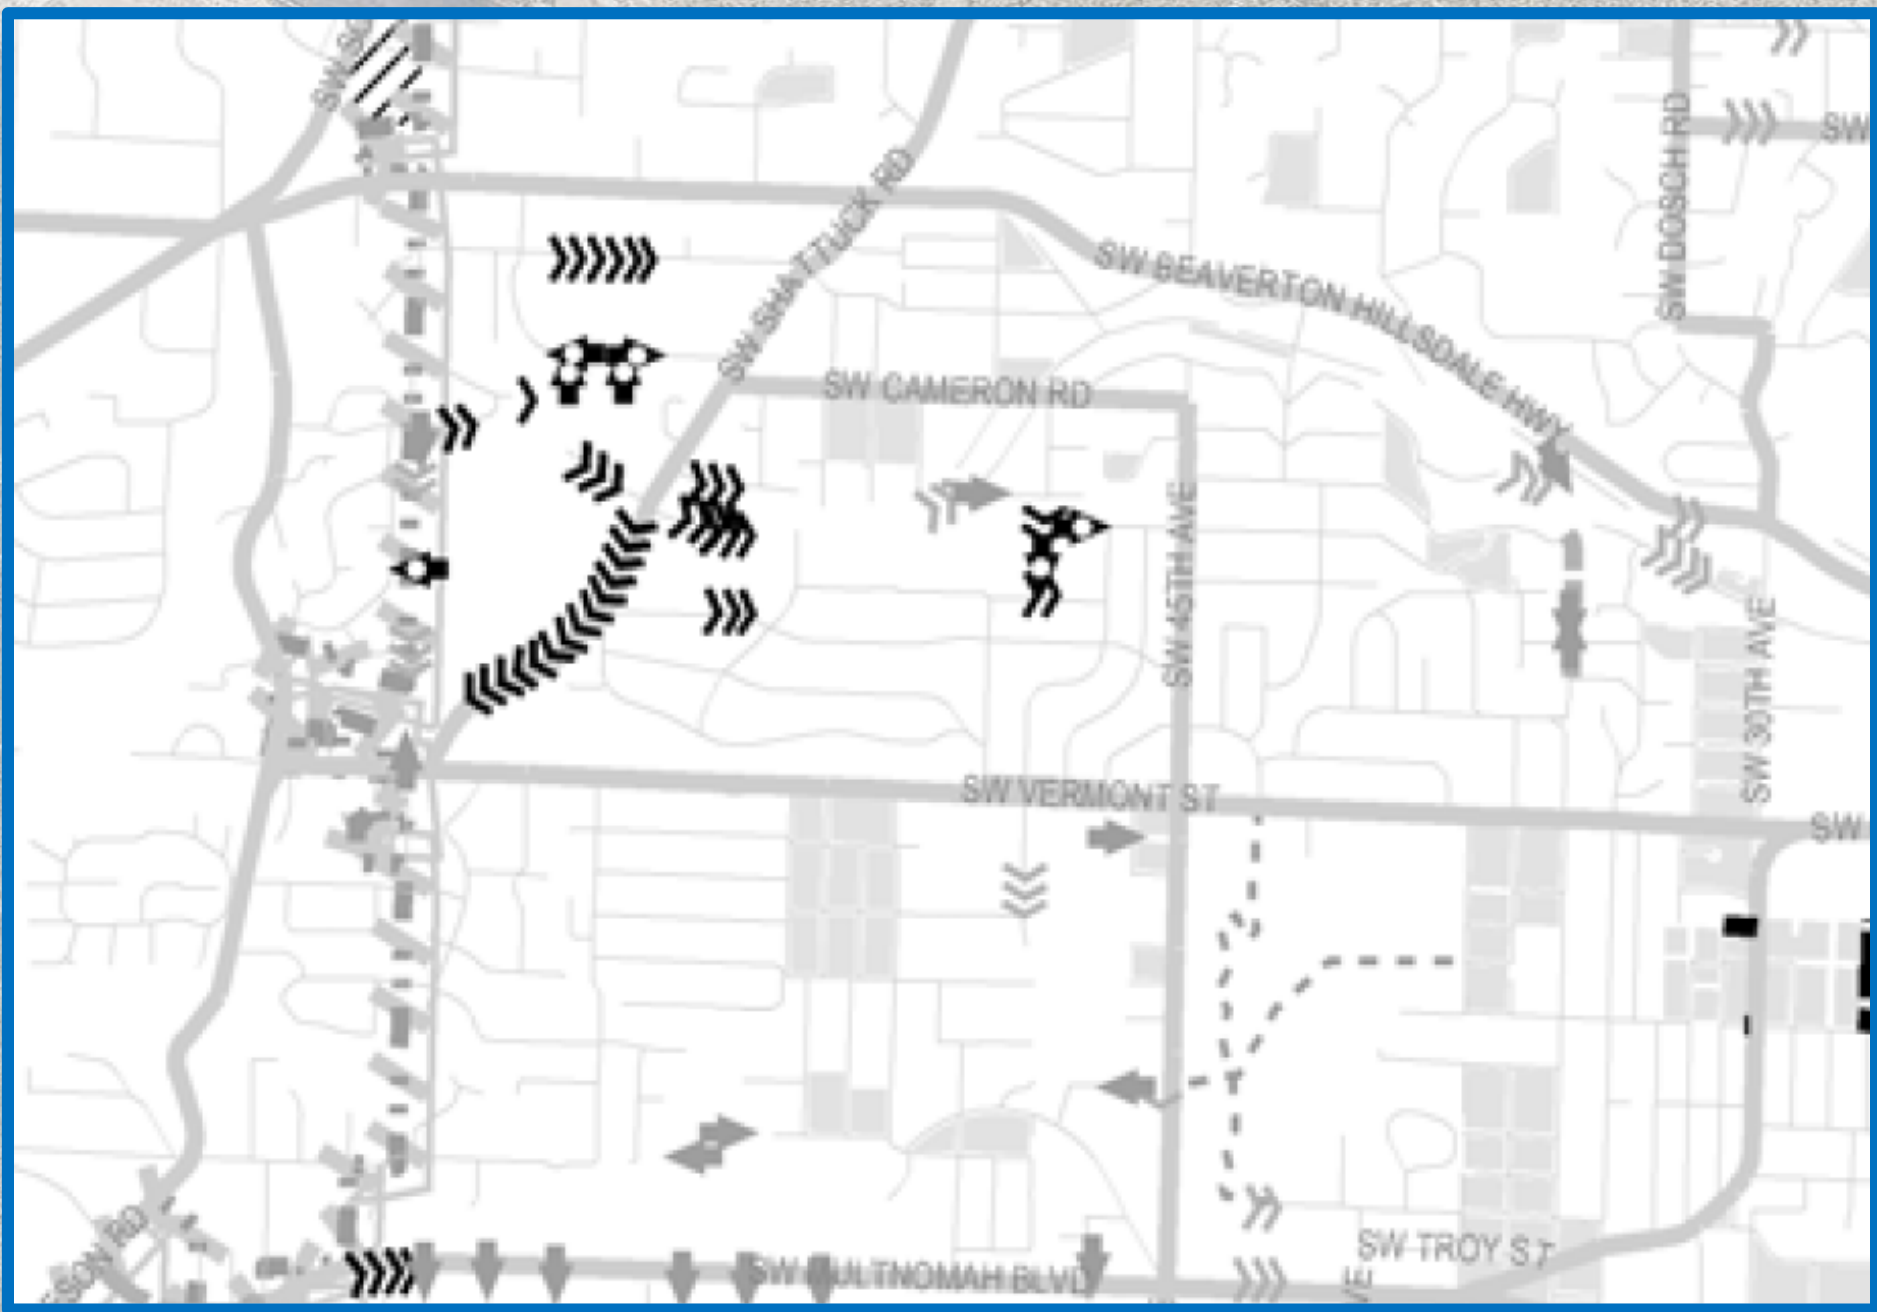 SW SHATTUCK RD
SW DOSCH RD
SW
SW BEAVERTON HILLSDALE HWY
SW CAMERON RD
SW 45TH AVE
SW 30TH AVE
SW VERMONT ST
SW
SW TROY ST
SW MULTNOMAH BLVD